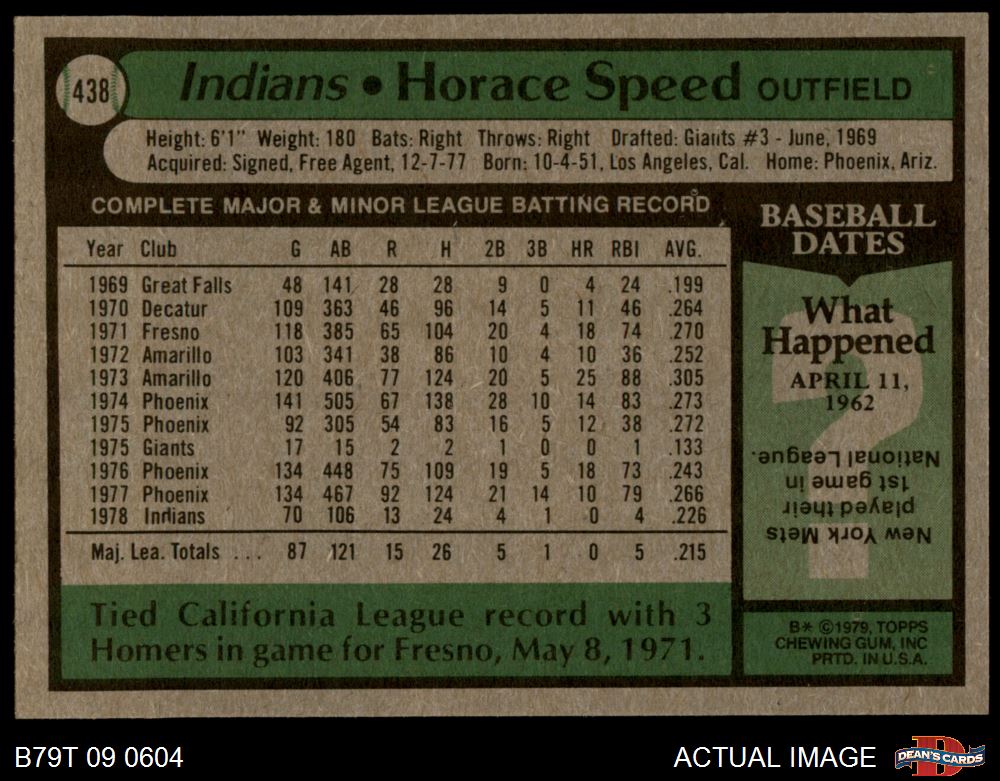 438
Indians • Horace Speed OUTFIELD
Height: 6'1" Weight: 180 Bats: Right Throws: Right Drafted: Giants #3 - June, 1969
Acquired: Signed, Free Agent, 12-7-77 Born: 10-4-51, Los Angeles, Cal. Home: Phoenix, Ariz.
COMPLETE MAJOR & MINOR LEAGUE BATTING RECORD
Year Club G AB R H 2B 3B HR RBI AVG.
1969 Great Falls 48 141 28 28 9 0 4 24 .199
1970 Decatur 109 363 46 96 14 5 11 46 .264
1971 Fresno 118 385 65 104 20 4 18 74 .270
1972 Amarillo 103 341 38 86 10 4 10 36 .252
1973 Amarillo 120 406 77 124 20 5 25 88 .305
1974 Phoenix 141 505 67 138 28 10 14 83 .273
1975 Phoenix 92 305 54 83 16 5 12 38 .272
1975 Giants 17 15 2 2 1 0 0 1 .133
1976 Phoenix 134 448 75 109 19 5 18 73 .243
1977 Phoenix 134 467 92 124 21 14 10 79 .266
1978 Indians 70 106 13 24 4 1 0 4 .226
Maj. Lea. Totals ... 87 121 15 26 5 1 0 5 .215
Tied California League record with 3
Homers in game for Fresno, May 8, 1971.
BASEBALL
DATES
What
Happened
APRIL 11,
1962
?
New York Mets
played their
1st game in
National League.
B* ©1979, TOPPS
CHEWING GUM, INC
PRTD. IN U.S.A.
B79T 09 0604
ACTUAL IMAGE
D
DEAN'S CARDS